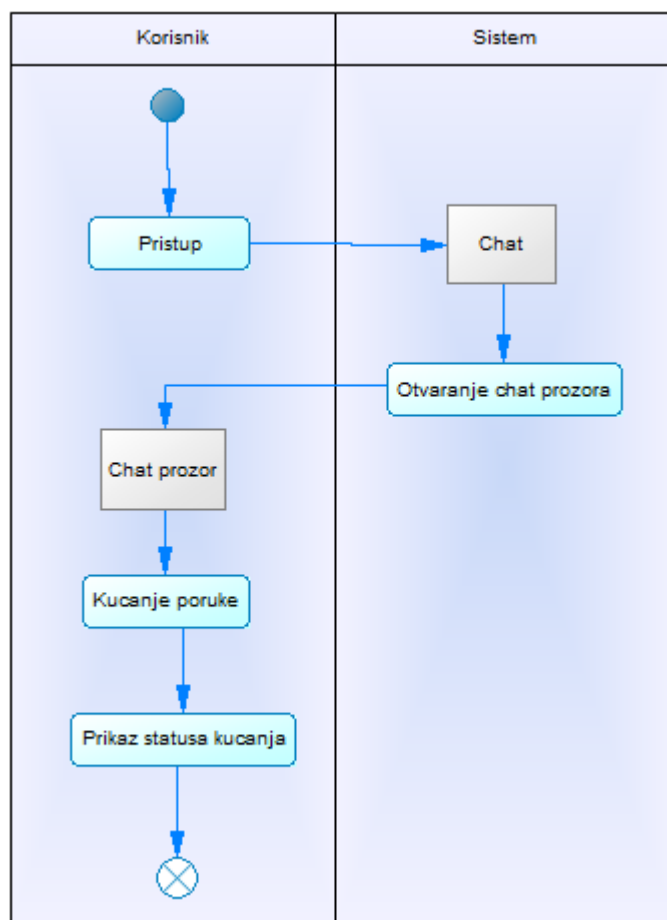 Korisnik
Sistem
Pristup
Chat
Otvaranje chat prozora
Chat prozor
Kucanje poruke
Prikaz statusa kucanja